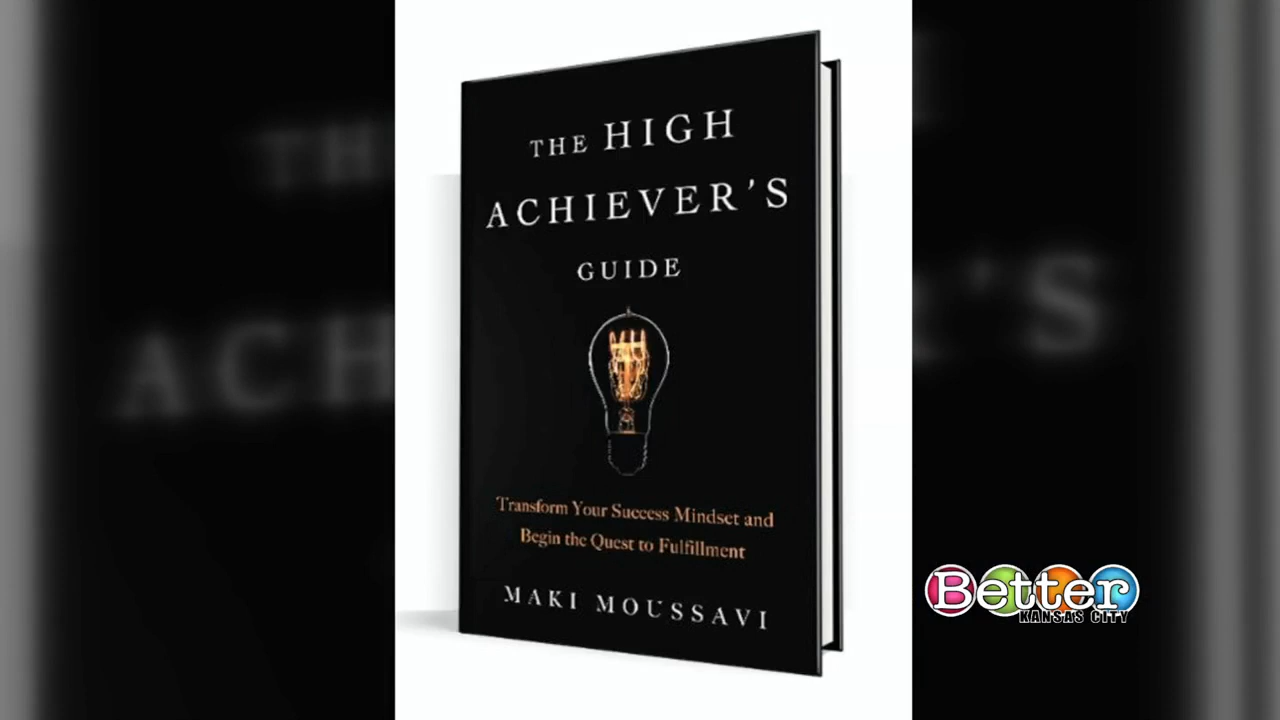 THE HIGH
ACHIEVER'S
GUIDE
Transform Your Success Mindset and
Begin the Quest to Fulfillment
MAKI MOUSSAVI
Better
KANSAS CITY